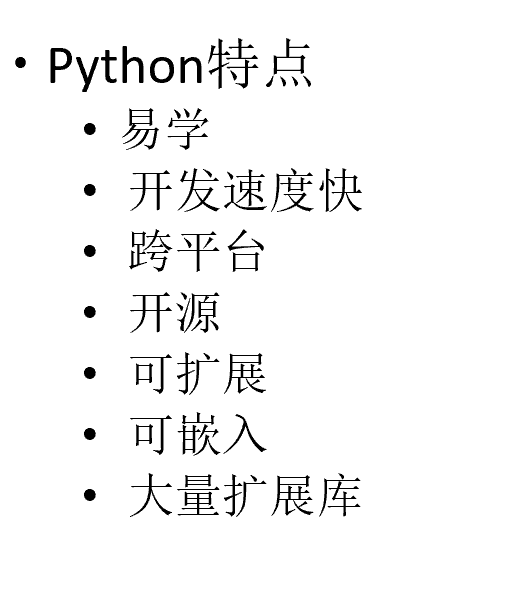 • Python特点
• 易学
• 开发速度快
• 跨平台
• 开源
• 可扩展
• 可嵌入
• 大量扩展库